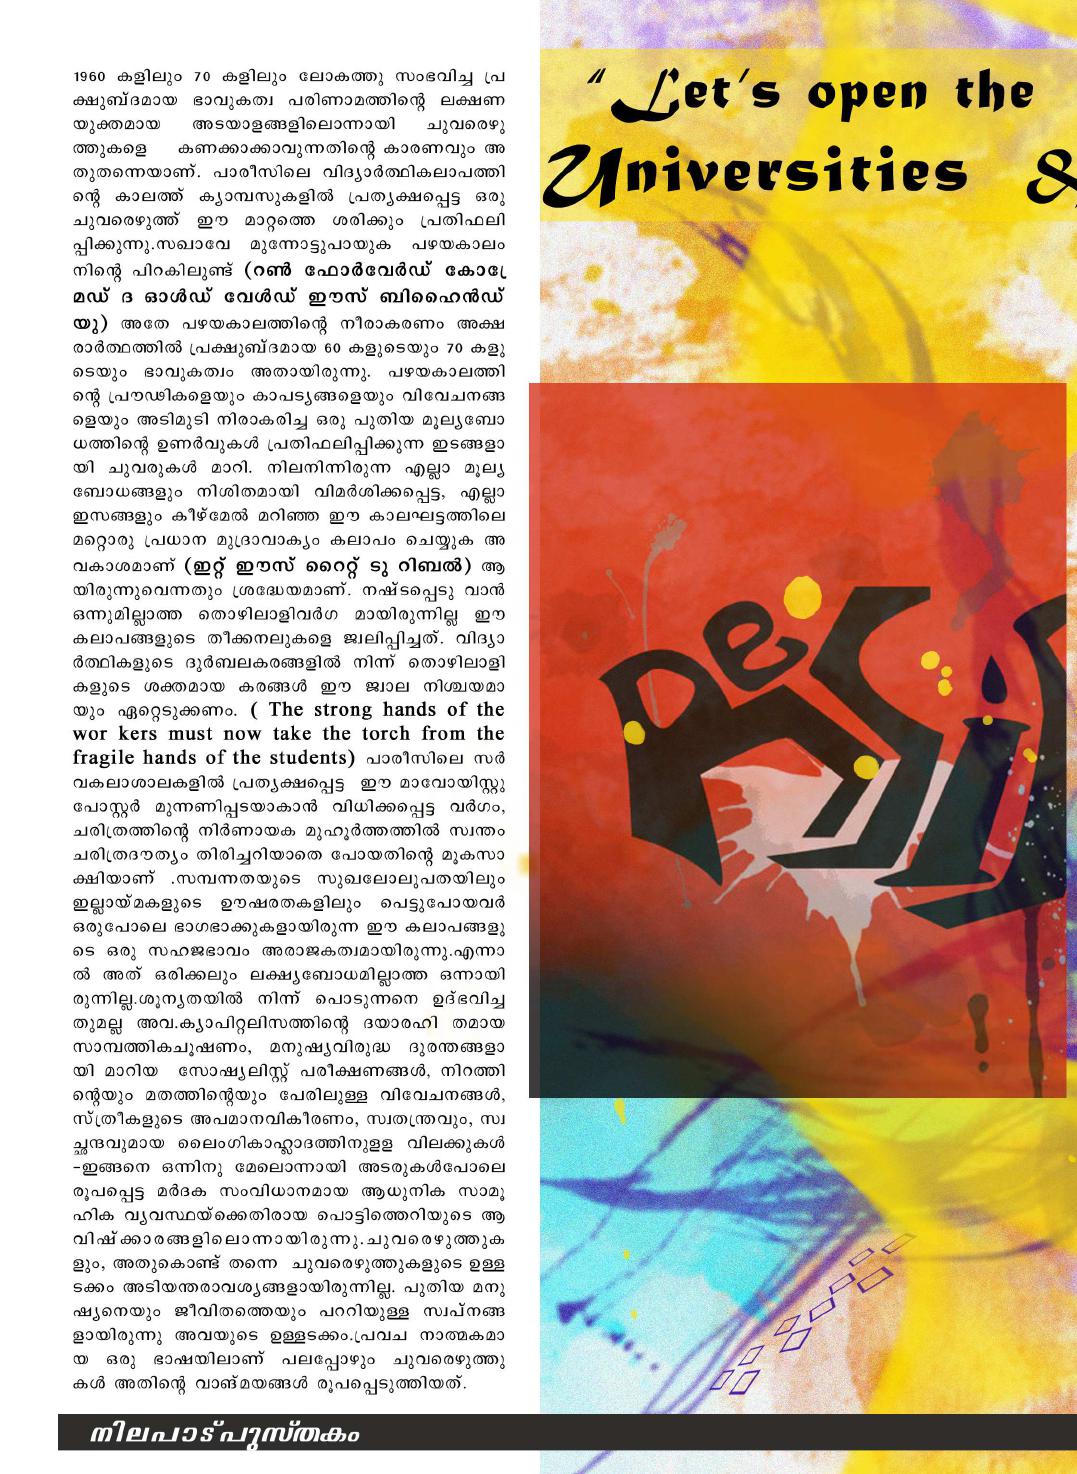 1960 കളിലും 70 കളിലും ലോകത്തു സംഭവിച്ച പ്ര
ക്ഷുബ്ദമായ ഭാവുകത്വ പരിണാമത്തിന്റെ ലക്ഷണ
യുക്തമായ അടയാളങ്ങളിലൊന്നായി ചുവരെഴു
ത്തുകളെ കണക്കാക്കാവുന്നതിന്റെ കാരണവും അ
തുതന്നെയാണ്. പാരീസിലെ വിദ്യാർത്ഥികലാപത്തി
ന്റെ കാലത്ത് ക്യാമ്പസുകളിൽ പ്രത്യക്ഷപ്പെട്ട ഒരു
ചുവരെഴുത്ത് ഈ മാറ്റത്തെ ശരിക്കും പ്രതിഫലി
പ്പിക്കുന്നു.സഖാവേ മുന്നോട്ടുപായുക പഴയകാലം
നിന്റെ പിറകിലുണ്ട് (റൺ ഫോർവേർഡ് കോമ്രേ
മഡ് ദ ഓൾഡ് വേൾഡ് ഈസ് ബിഹൈൻഡ്
യു) അതേ പഴയകാലത്തിന്റെ നീരാകരണം അക്ഷ
രാർത്ഥത്തിൽ പ്രക്ഷുബ്ദമായ 60 കളുടെയും 70 കളു
ടെയും ഭാവുകത്വം അതായിരുന്നു. പഴയകാലത്തി
ന്റെ പ്രൗഢികളെയും കാപട്യങ്ങളെയും വിവേചനങ്ങ
ളെയും അടിമുടി നിരാകരിച്ച ഒരു പുതിയ മൂല്യബോ
ധത്തിന്റെ ഉണർവുകൾ പ്രതിഫലിപ്പിക്കുന്ന ഇടങ്ങളാ
യി ചുവരുകൾ മാറി. നിലനിന്നിരുന്ന എല്ലാ മൂല്യ
ബോധങ്ങളും നിശിതമായി വിമർശിക്കപ്പെട്ട, എല്ലാ
ഇസങ്ങളും കീഴ്മേൽ മറിഞ്ഞ ഈ കാലഘട്ടത്തിലെ
മറ്റൊരു പ്രധാന മുദ്രാവാക്യം കലാപം ചെയ്യുക അ
വകാശമാണ് (ഇറ്റ് ഈസ് റൈറ്റ് ടു റിബൽ) ആ
യിരുന്നുവെന്നതും ശ്രദ്ധേയമാണ്. നഷ്ടപ്പെടു വാൻ
ഒന്നുമില്ലാത്ത തൊഴിലാളിവർഗ മായിരുന്നില്ല ഈ
കലാപങ്ങളുടെ തീക്കനലുകളെ ജ്വലിപ്പിച്ചത്. വിദ്യാ
ർത്ഥികളുടെ ദുർബലകരങ്ങളിൽ നിന്ന് തൊഴിലാളി
കളുടെ ശക്തമായ കരങ്ങൾ ഈ ജ്വാല നിശ്ചയമാ
യും ഏറ്റെടുക്കണം. ( The strong hands of the
wor kers must now take the torch from the
fragile hands of the students) പാരീസിലെ സർ
വകലാശാലകളിൽ പ്രത്യക്ഷപ്പെട്ട ഈ മാവോയിസ്റ്റു
പോസ്റ്റർ മുന്നണിപ്പടയാകാൻ വിധിക്കപ്പെട്ട വർഗം,
ചരിത്രത്തിന്റെ നിർണായക മുഹൂർത്തത്തിൽ സ്വന്തം
ചരിത്രദൗത്യം തിരിച്ചറിയാതെ പോയതിന്റെ മൂകസാ
ക്ഷിയാണ് .സമ്പന്നതയുടെ സുഖലോലുപതയിലും
ഇല്ലായ്മകളുടെ ഊഷരതകളിലും പെട്ടുപോയവർ
ഒരുപോലെ ഭാഗഭാക്കുകളായിരുന്ന ഈ കലാപങ്ങളു
ടെ ഒരു സഹജഭാവം അരാജകത്വമായിരുന്നു.എന്നാ
ൽ അത് ഒരിക്കലും ലക്ഷ്യബോധമില്ലാത്ത ഒന്നായി
രുന്നില്ല.ശൂന്യതയിൽ നിന്ന് പൊടുന്നനെ ഉദ്ഭവിച്ച
തുമല്ല അവ.ക്യാപിറ്റലിസത്തിന്റെ ദയാരഹി തമായ
സാമ്പത്തികചൂഷണം, മനുഷ്യവിരുദ്ധ ദുരന്തങ്ങളാ
യി മാറിയ സോഷ്യലിസ്റ്റ് പരീക്ഷണങ്ങൾ, നിറത്തി
ന്റെയും മതത്തിന്റെയും പേരിലുള്ള വിവേചനങ്ങൾ,
സ്ത്രീകളുടെ അപമാനവികീരണം, സ്വതന്ത്രവും, സ്വ
ച്ഛന്ദവുമായ ലൈംഗികാഹ്ലാദത്തിനുളള വിലക്കുകൾ
-ഇങ്ങനെ ഒന്നിനു മേലൊന്നായി അടരുകൾപോലെ
രൂപപ്പെട്ട മർദക സംവിധാനമായ ആധുനിക സാമൂ
ഹിക വ്യവസ്ഥയ്ക്കെതിരായ പൊട്ടിത്തെറിയുടെ ആ
വിഷ്ക്കാരങ്ങളിലൊന്നായിരുന്നു.ചുവരെഴുത്തുക
ളും, അതുകൊണ്ട് തന്നെ ചുവരെഴുത്തുകളുടെ ഉള്ള
ടക്കം അടിയന്തരാവശ്യങ്ങളായിരുന്നില്ല. പുതിയ മനു
ഷ്യനെയും ജീവിതത്തെയും പററിയുള്ള സ്വപ്നങ്ങ
ളായിരുന്നു അവയുടെ ഉള്ളടക്കം.പ്രവച നാത്മകമാ
യ ഒരു ഭാഷയിലാണ് പലപ്പോഴും ചുവരെഴുത്തു
കൾ അതിന്റെ വാങ്മയങ്ങൾ രൂപപ്പെടുത്തിയത്.
"Let's open the
Universities &
നിലപാട്പുസ്തകം